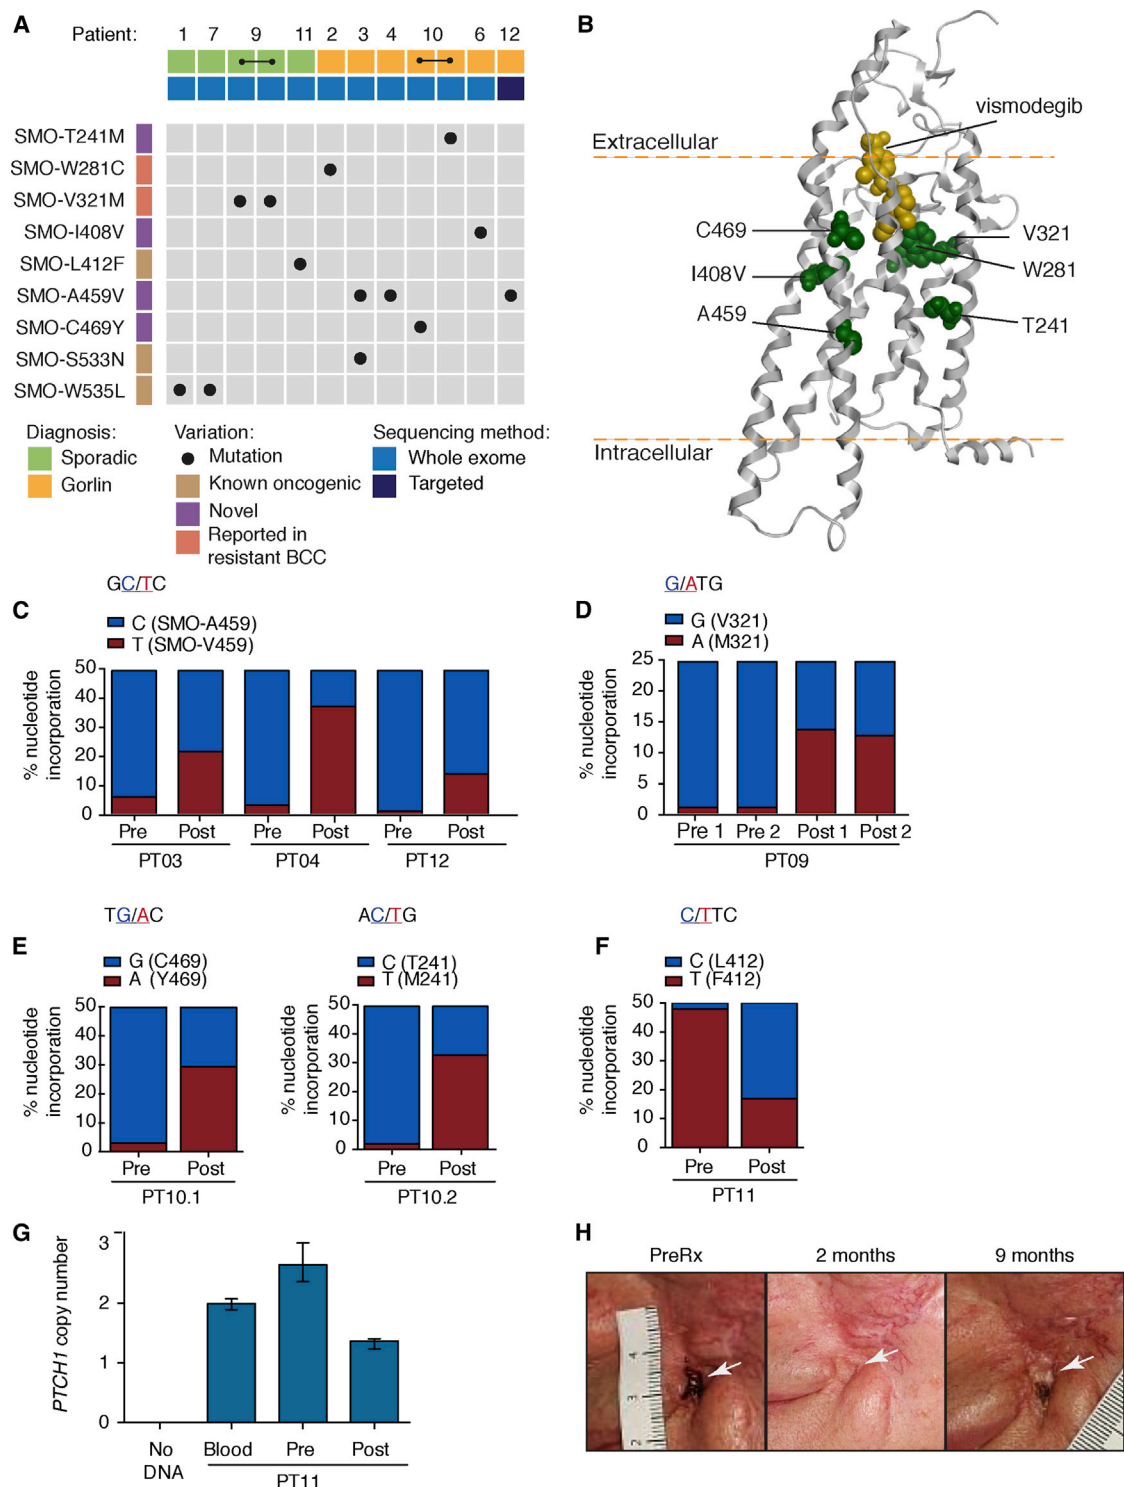 A
Patient: 1 7 9 11 2 3 4 10 6 12
SMO-T241M
SMO-W281C
SMO-V321M
SMO-I408V
SMO-L412F
SMO-A459V
SMO-C469Y
SMO-S533N
SMO-W535L
Diagnosis:
Sporadic
Gorlin
Variation:
Mutation
Known oncogenic
Novel
Reported in
resistant BCC
Sequencing method:
Whole exome
Targeted
B
vismodegib
Extracellular
C469
I408V
A459
V321
W281
T241
Intracellular
C
GC/TC
C (SMO-A459)
T (SMO-V459)
% nucleotide
incorporation
50
40
30
20
10
0
Pre Post Pre Post Pre Post
PT03 PT04 PT12
D
G/ATG
G (V321)
A (M321)
% nucleotide
incorporation
25
20
15
10
5
0
Pre 1 Pre 2 Post 1 Post 2
PT09
E
TG/AC
G (C469)
A (Y469)
% nucleotide
incorporation
50
40
30
20
10
0
Pre Post
PT10.1
AC/TG
C (T241)
T (M241)
% nucleotide
incorporation
50
40
30
20
10
0
Pre Post
PT10.2
F
C/TTC
C (L412)
T (F412)
% nucleotide
incorporation
50
40
30
20
10
0
Pre Post
PT11
G
PTCH1 copy number
3
2
1
0
No
DNA
Blood Pre Post
PT11
H
PreRx 2 months 9 months
4
3
2